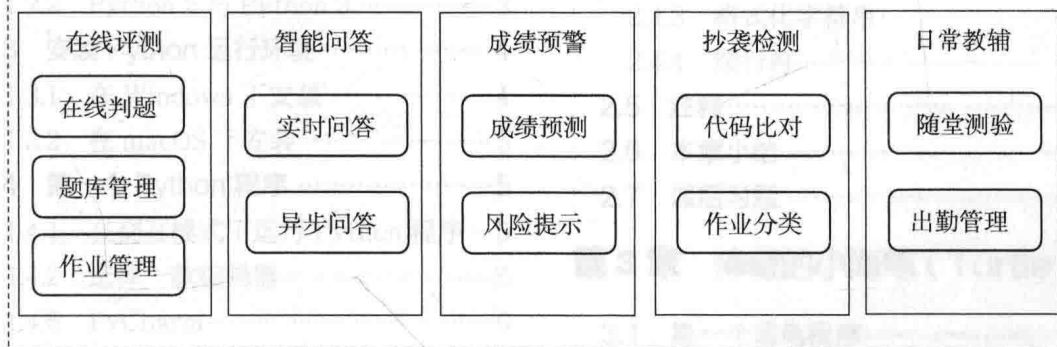 在线评测
在线判题
题库管理
作业管理
智能问答
实时问答
异步问答
成绩预警
成绩预测
风险提示
抄袭检测
代码比对
作业分类
日常教辅
随堂测验
出勤管理